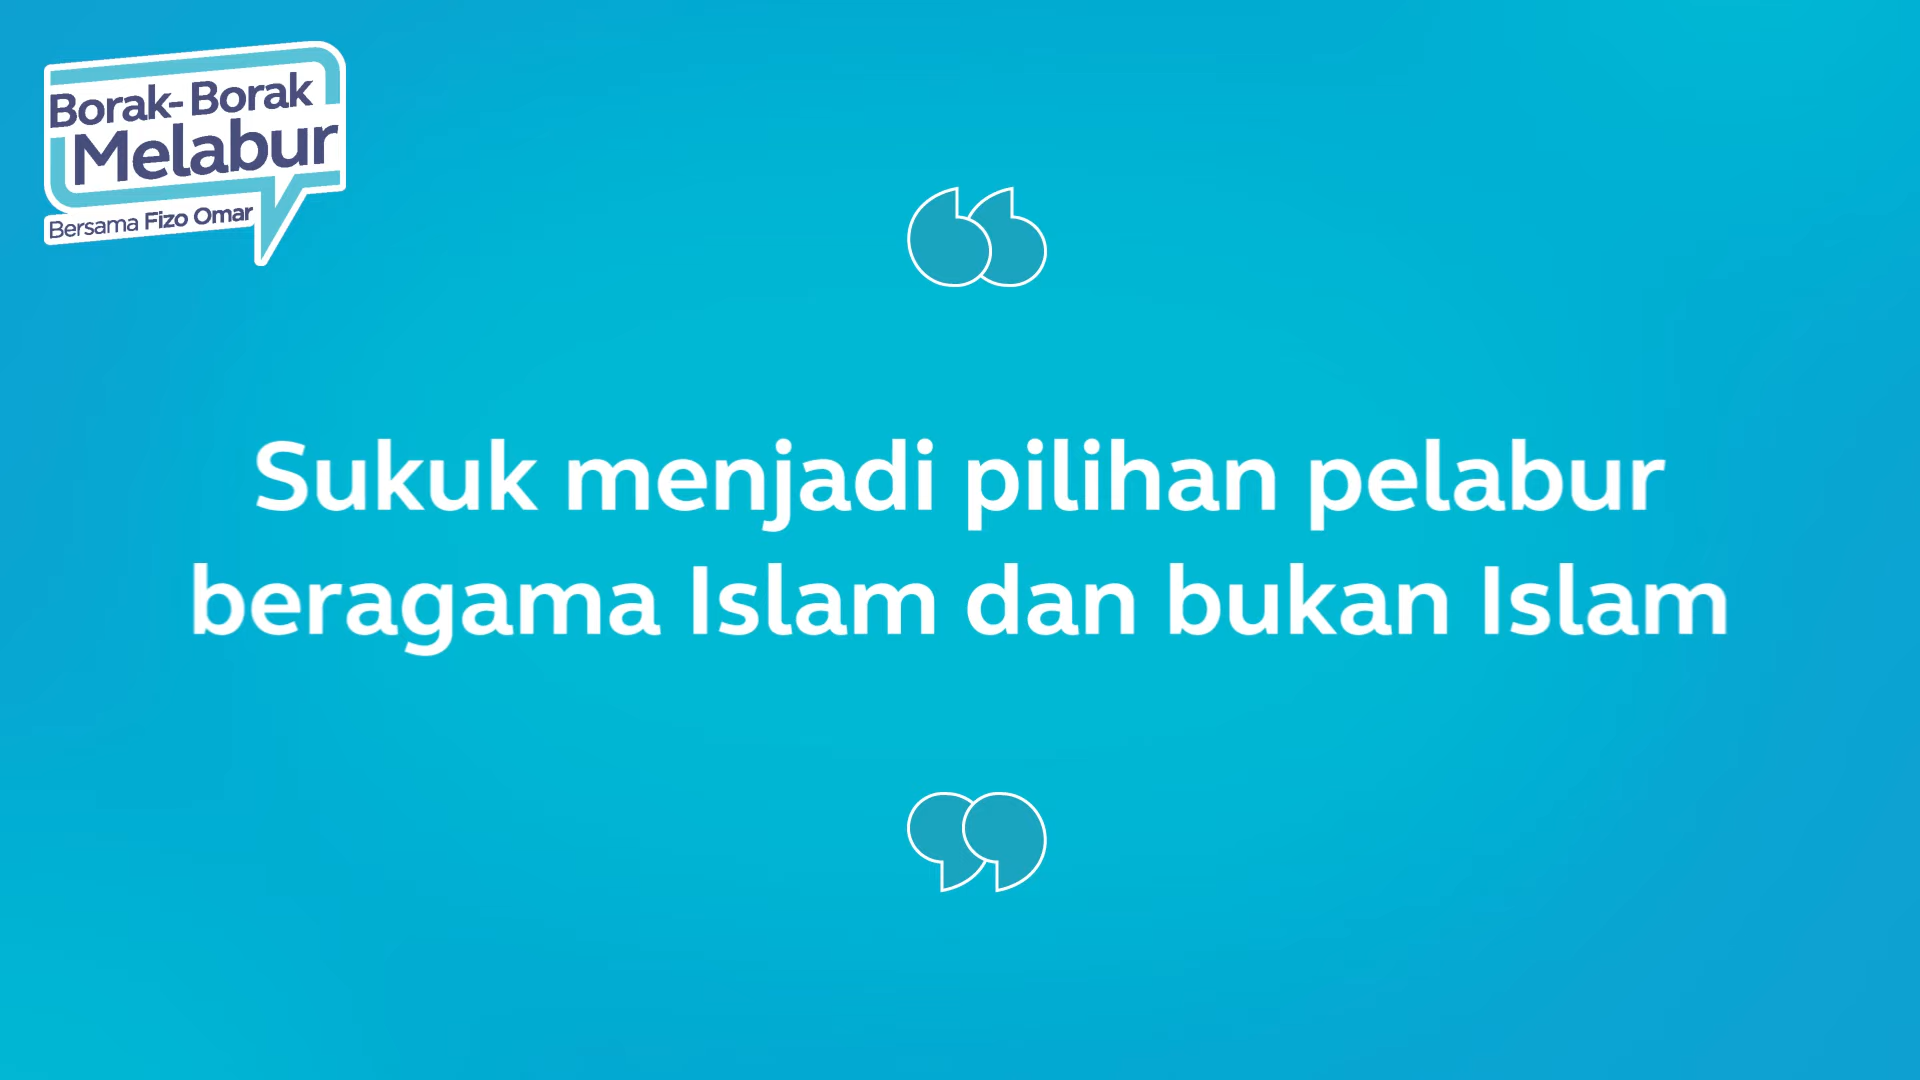 Borak-Borak
Melabur
Bersama Fizo Omar
Sukuk menjadi pilihan pelabur
beragama Islam dan bukan Islam